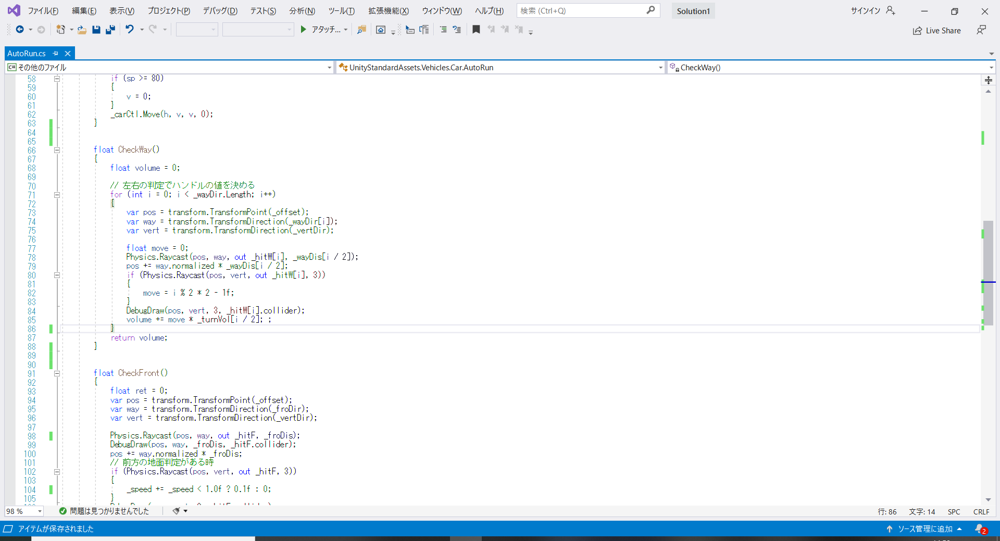 ファイル(F) 編集(E) 表示(V) プロジェクト(P) デバッグ(D) テスト(S) 分析(N) ツール(T) 拡張機能(X) ウィンドウ(W) ヘルプ(H) 検索 (Ctrl+Q) Solution1 サインイン
アタッチ... Live Share
AutoRun.cs
C# その他のファイル UnityStandardAssets.Vehicles.Car.AutoRun CheckWay()
58 if (sp >= 80)
59 {
60 v = 0;
61 }
62 _carCtl.Move(h, v, v, 0);
63 }
64
65
66 float CheckWay()
67 {
68 float volume = 0;
69
70 // 左右の判定でハンドルの値を決める
71 for (int i = 0; i < _wayDir.Length; i++)
72 {
73 var pos = transform.TransformPoint(_offset);
74 var way = transform.TransformDirection(_wayDir[i]);
75 var vert = transform.TransformDirection(_vertDir);
76
77 float move = 0;
78 Physics.Raycast(pos, way, out _hitW[i], _wayDis[i / 2]);
79 pos += way.normalized * _wayDis[i / 2];
80 if (Physics.Raycast(pos, vert, out _hitW[i], 3))
81 {
82 move = i % 2 * 2 - 1f;
83 }
84 DebugDraw(pos, vert, 3, _hitW[i].collider);
85 volume += move * _turnVol[i / 2]; ;
86 }
87 return volume;
88 }
89
90
91 float CheckFront()
92 {
93 float ret = 0;
94 var pos = transform.TransformPoint(_offset);
95 var way = transform.TransformDirection(_froDir);
96 var vert = transform.TransformDirection(_vertDir);
97
98 Physics.Raycast(pos, way, out _hitF, _froDis);
99 DebugDraw(pos, way, _froDis, _hitF.collider);
100 pos += way.normalized * _froDis;
101 // 前方の地面判定がある時
102 if (Physics.Raycast(pos, vert, out _hitF, 3))
103 {
104 _speed += _speed < 1.0f ? 0.1f : 0;
105 }
98 % 問題は見つかりませんでした 行: 86 文字: 14 SPC CRLF
アイテムが保存されました ソース管理に追加 2